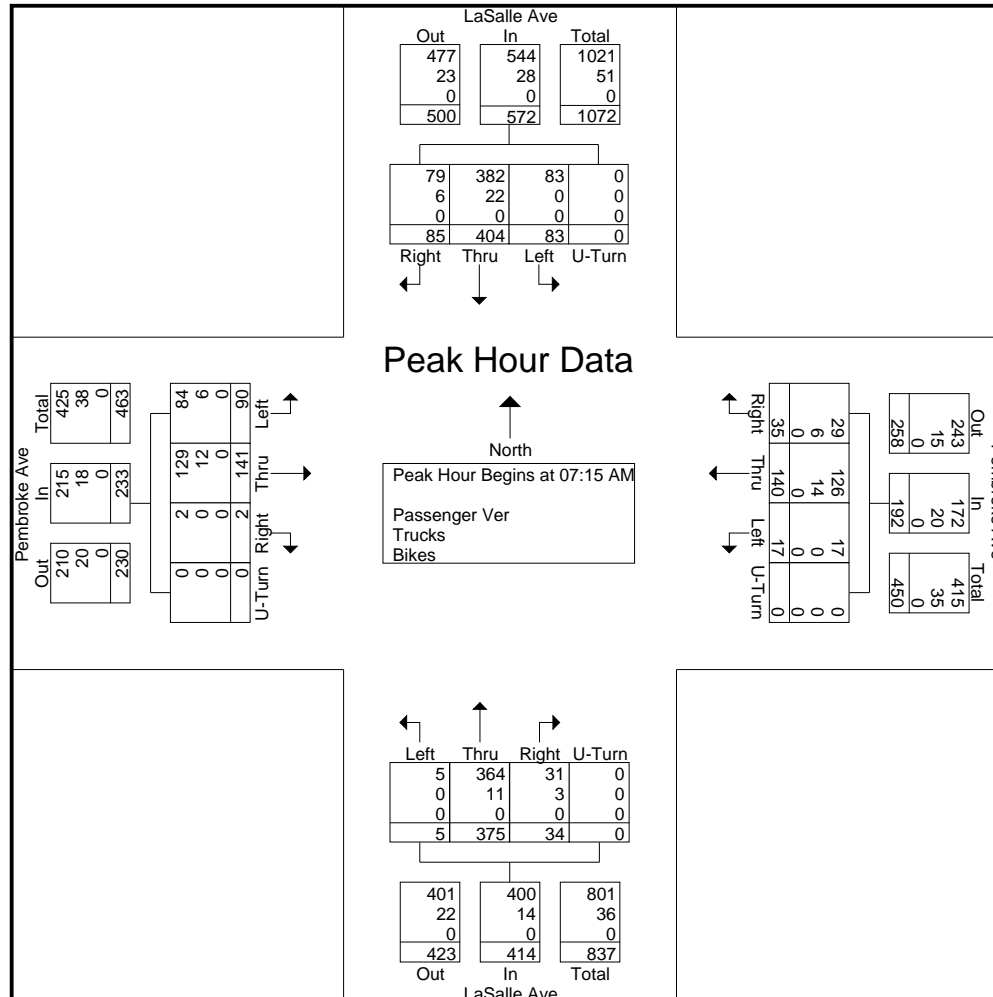 LaSalle Ave
Out In Total
477 544 1021
23 28 51
0 0 0
500 572 1072
79 382 83 0
6 22 0 0
0 0 0 0
85 404 83 0
Right Thru Left U-Turn
Peak Hour Data
North
Peak Hour Begins at 07:15 AM
Passenger Ver
Trucks
Bikes
Pembroke Ave
Total In Out
425 215 210
38 18 20
0 0 0
463 233 230
84 129 2 0
6 12 0 0
0 0 0 0
90 141 2 0
Left Thru Right U-Turn
Right Thru Left U-Turn
35 140 17 0
0 0 0 0
6 14 0 0
29 126 17 0
258 192 450
0 0 0
15 20 35
243 172 415
Out In Total
Left Thru Right U-Turn
5 364 31 0
0 11 3 0
0 0 0 0
5 375 34 0
401 400 801
22 14 36
0 0 0
423 414 837
Out In Total
LaSalle Ave